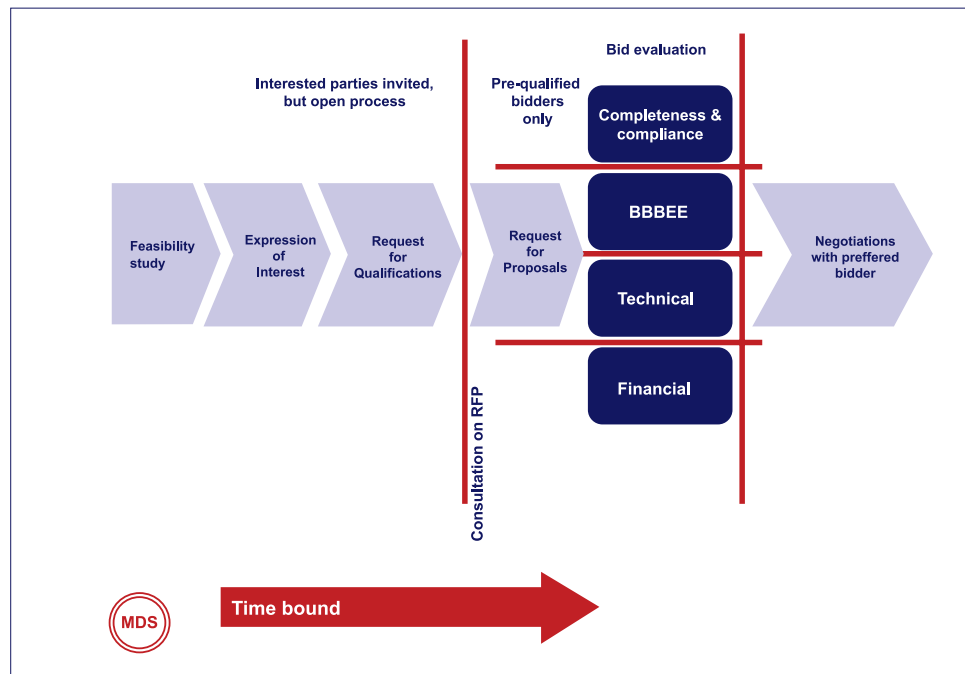 Bid evaluation
Interested parties invited,
but open process
Pre-qualified
bidders
only
Completeness &
compliance
BBBEE
Technical
Financial
Feasibility
study
Expression
of
Interest
Request
for
Qualifications
Request
for
Proposals
Negotiations
with preffered
bidder
Consultation on RFP
MDS
Time bound